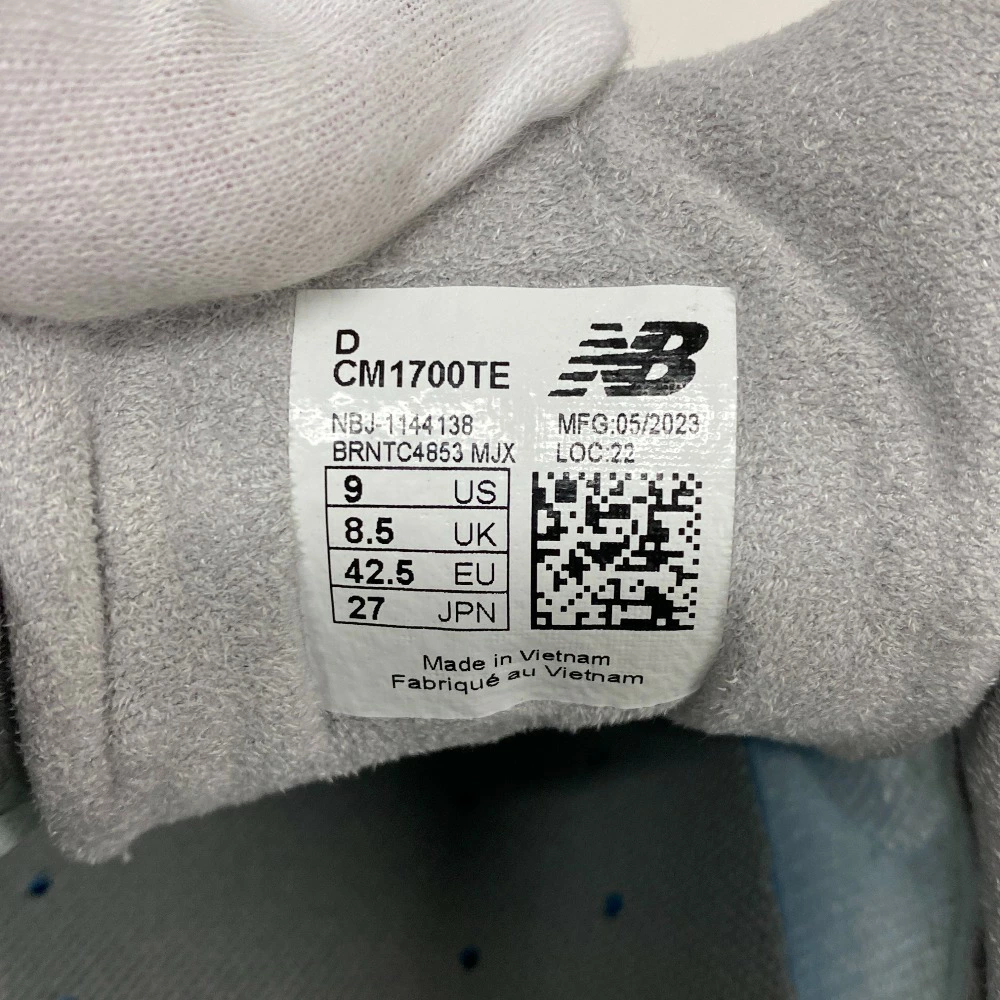 D
CM1700TE
NB
NBJ-1144138
MFG:05/2023
BRNTC4853 MJX
LOC:22
9 US
8.5 UK
42.5 EU
27 JPN
Made in Vietnam
Fabriqué au Vietnam